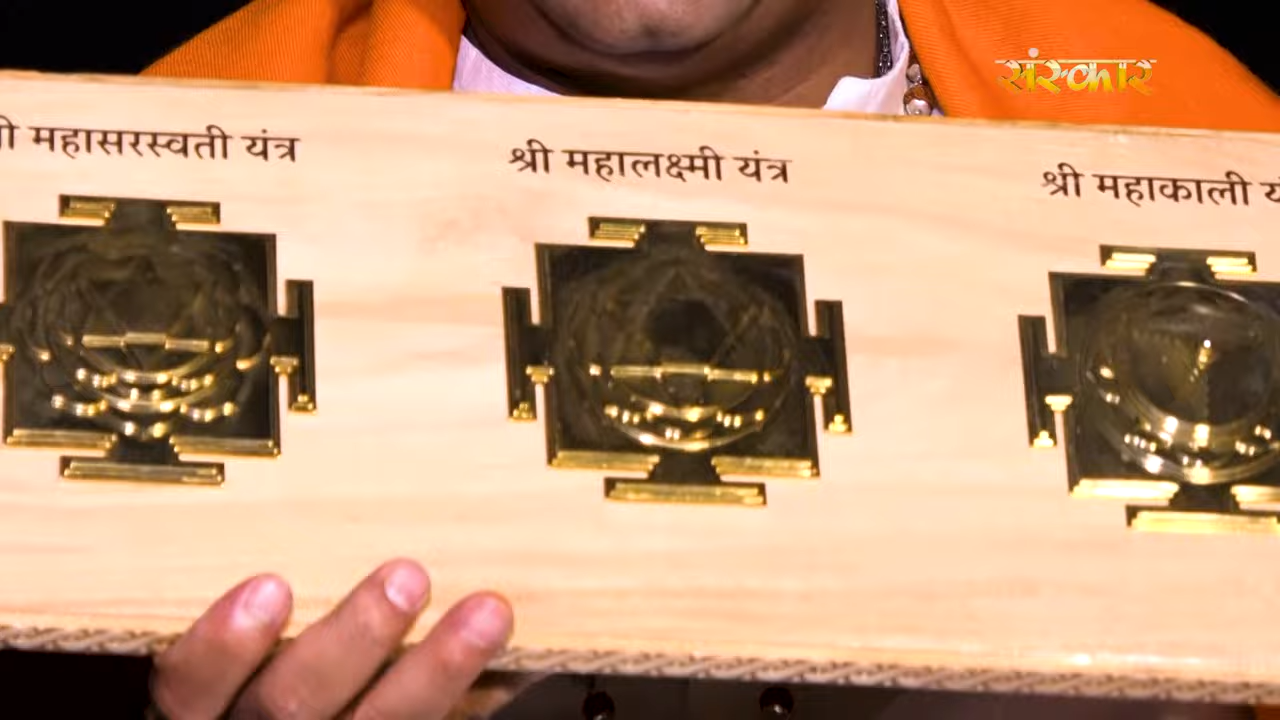 संस्कार
महासरस्वती यंत्र
श्री महालक्ष्मी यंत्र
श्री महाकाली